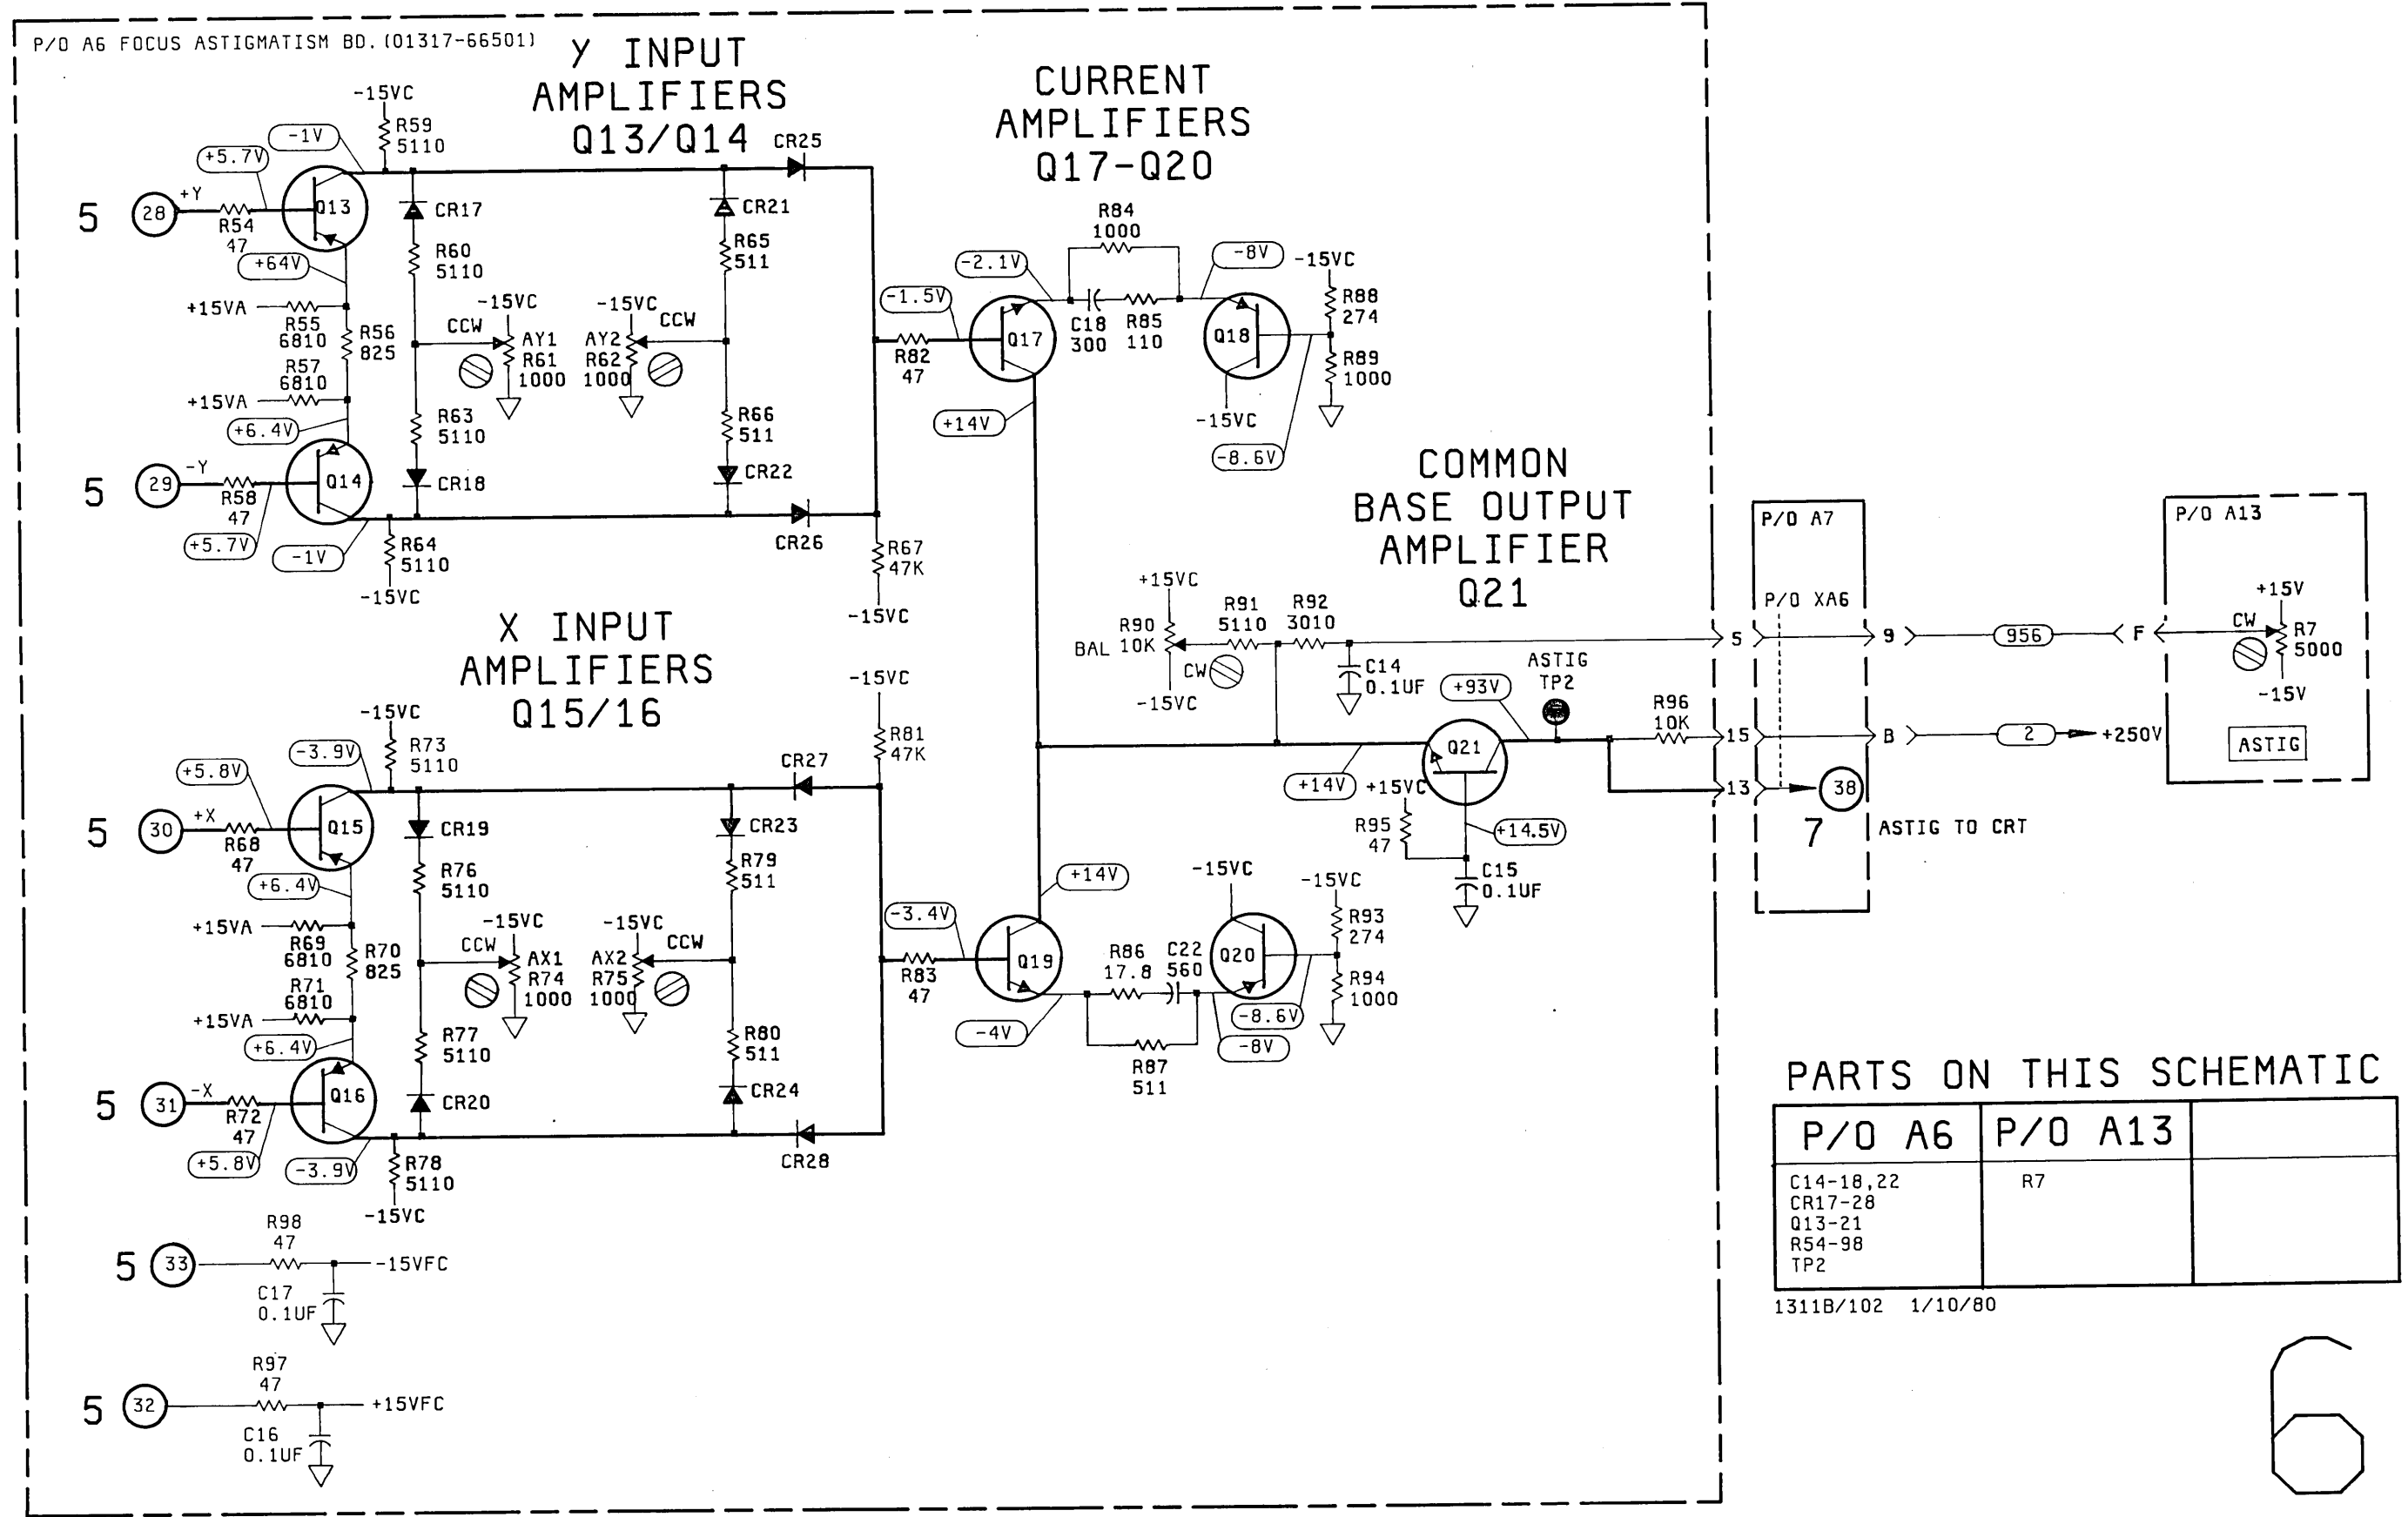 P/O A6 FOCUS ASTIGMATISM BD. (01317-66501)
Y INPUT
AMPLIFIERS
Q13/Q14
CURRENT
AMPLIFIERS
Q17-Q20
-15VC
R59
5110
-1V
+5.7V
CR25
5
28
+Y
R54
47
Q13
CR17
CR21
R60
5110
R65
511
+64V
+15VA
R55
6810
R56
825
R57
6810
+15VA
-15VC
CCW
AY1
R61
1000
-15VC
CCW
AY2
R62
1000
+6.4V
R63
5110
R66
511
5
29
-Y
R58
47
Q14
CR18
CR22
+5.7V
-1V
R64
5110
-15VC
CR26
R67
47K
-15VC
R84
1000
-2.1V
-8V
-15VC
R88
274
-1.5V
R82
47
Q17
C18
300
R85
110
Q18
R89
1000
-15VC
+14V
-8.6V
COMMON
BASE OUTPUT
AMPLIFIER
Q21
+15VC
R90
10K
BAL
CW
-15VC
R91
5110
R92
3010
C14
0.1UF
ASTIG
TP2
+93V
R96
10K
5
15
13
P/O A7
P/O XA6
9
B
956
F
2
+250V
38
7
ASTIG TO CRT
P/O A13
+15V
CW
R7
5000
-15V
ASTIG
Q21
+14V
+15VC
R95
47
+14.5V
C15
0.1UF
X INPUT
AMPLIFIERS
Q15/16
-15VC
R73
5110
-3.9V
+5.8V
-15VC
R81
47K
CR27
5
30
+X
R68
47
Q15
CR19
CR23
R76
5110
R79
511
+6.4V
+15VA
R69
6810
R70
825
R71
6810
+15VA
-15VC
CCW
AX1
R74
1000
-15VC
CCW
AX2
R75
1000
+6.4V
R77
5110
R80
511
5
31
-X
R72
47
Q16
CR20
CR24
+5.8V
-3.9V
R78
5110
-15VC
CR28
+14V
-15VC
-15VC
R93
274
-3.4V
R83
47
Q19
R86
17.8
C22
560
Q20
R94
1000
-4V
-8.6V
-8V
R87
511
5
33
R98
47
-15VFC
C17
0.1UF
5
32
R97
47
+15VFC
C16
0.1UF
PARTS ON THIS SCHEMATIC
P/O A6 P/O A13
C14-18,22 R7
CR17-28
Q13-21
R54-98
TP2
1311B/102 1/10/80
6